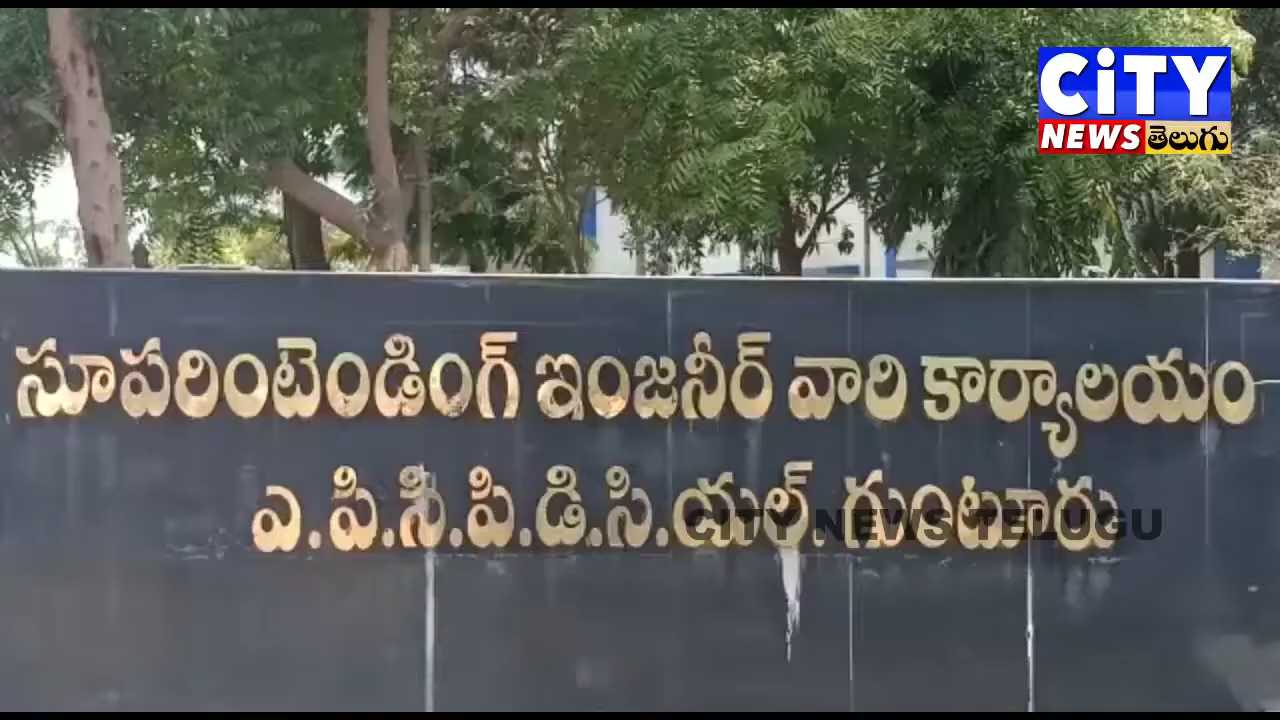 CiTY
NEWS తెలుగు
సూపరింటెండింగ్ ఇంజనీర్ వారి కార్యాలయం
ఎ.పి.సి.పి.డి.సి.యల్. గుంటూరు
CITY NEWS TELUGU